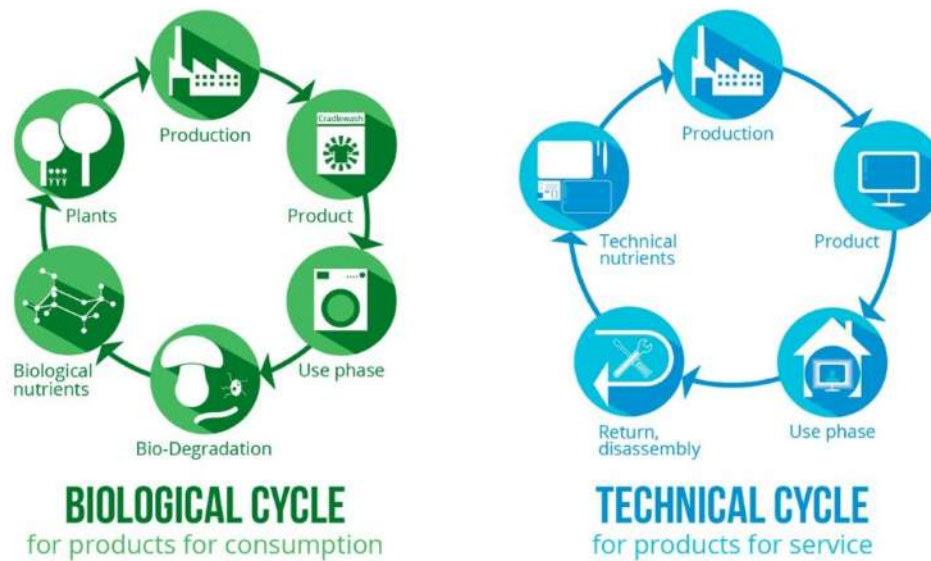 Production
Cradlewash
Product
Use phase
Bio-Degradation
Biological
nutrients
Plants
BIOLOGICAL CYCLE
for products for consumption
Production
Product
Use phase
Return,
disassembly
Technical
nutrients
TECHNICAL CYCLE
for products for service